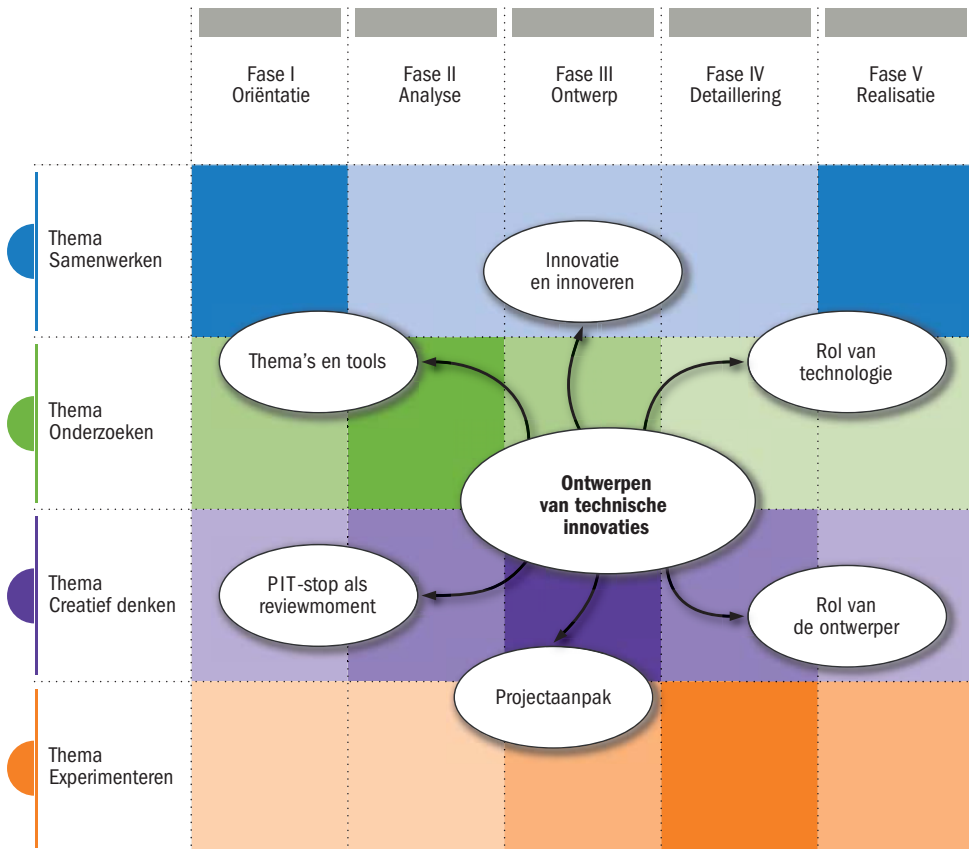 Fase I
Oriëntatie
Fase II
Analyse
Fase III
Ontwerp
Fase IV
Detaillering
Fase V
Realisatie
Thema
Samenwerken
Innovatie
en innoveren
Thema's en tools
Rol van
technologie
Thema
Onderzoeken
Ontwerpen
van technische
innovaties
Thema
Creatief denken
PIT-stop als
reviewmoment
Rol van
de ontwerper
Projectaanpak
Thema
Experimenteren